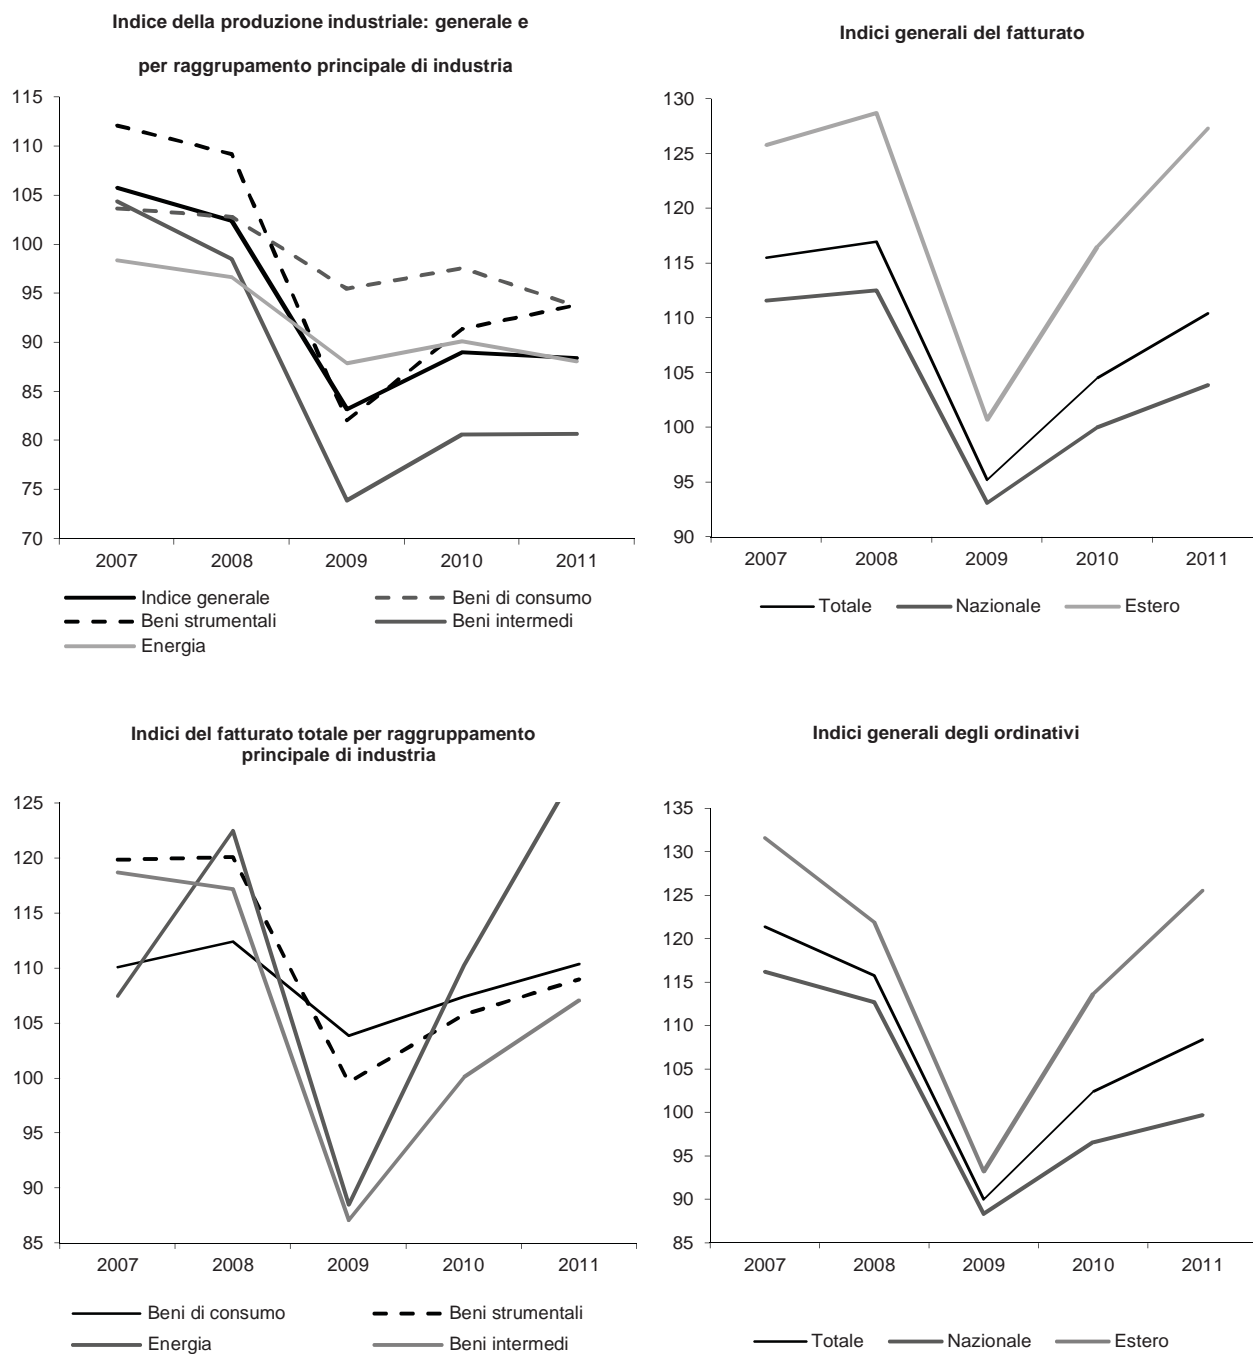 Indice della produzione industriale: generale e
per raggrupamento principale di industria
115
110
105
100
95
90
85
80
75
70
2007 2008 2009 2010 2011
Indice generale Beni di consumo
Beni strumentali Beni intermedi
Energia
Indici generali del fatturato
130
125
120
115
110
105
100
95
90
2007 2008 2009 2010 2011
Totale Nazionale Estero
Indici del fatturato totale per raggruppamento
principale di industria
125
120
115
110
105
100
95
90
85
2007 2008 2009 2010 2011
Beni di consumo Beni strumentali
Energia Beni intermedi
Indici generali degli ordinativi
135
130
125
120
115
110
105
100
95
90
85
2007 2008 2009 2010 2011
Totale Nazionale Estero